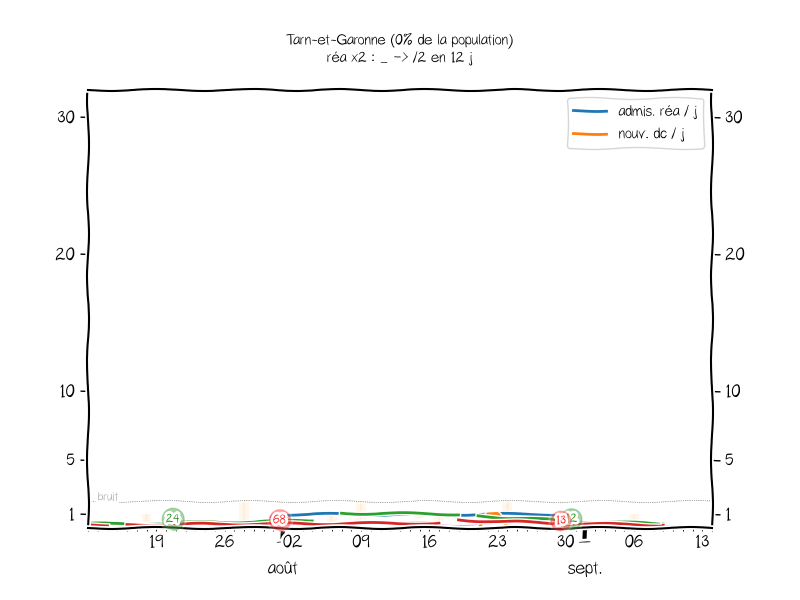 Tarn-et-Garonne (0% de la population)
réa x2 : _ -> /2 en 12 j
admis. réa / j
nouv. dc / j
30
30
20
20
10
10
5
5
bruit
1
1
24
68
13
2
19 26 02 09 16 23 30 06 13
août
sept.